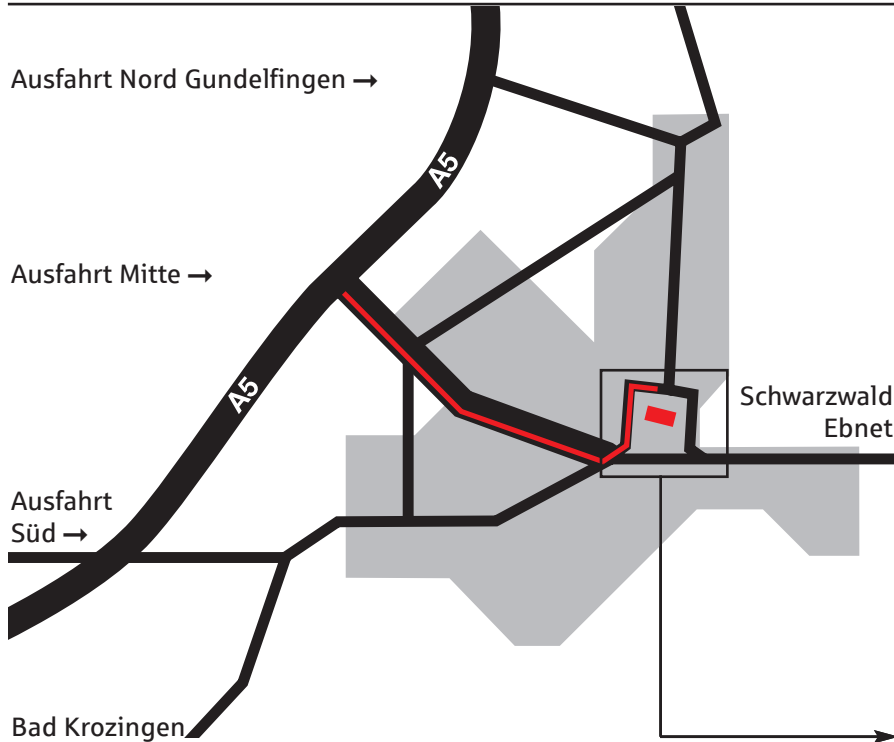 Ausfahrt Nord Gundelfingen →
A5
Ausfahrt Mitte →
A5
Schwarzwald
Ebnet
Ausfahrt
Süd →
Bad Krozingen